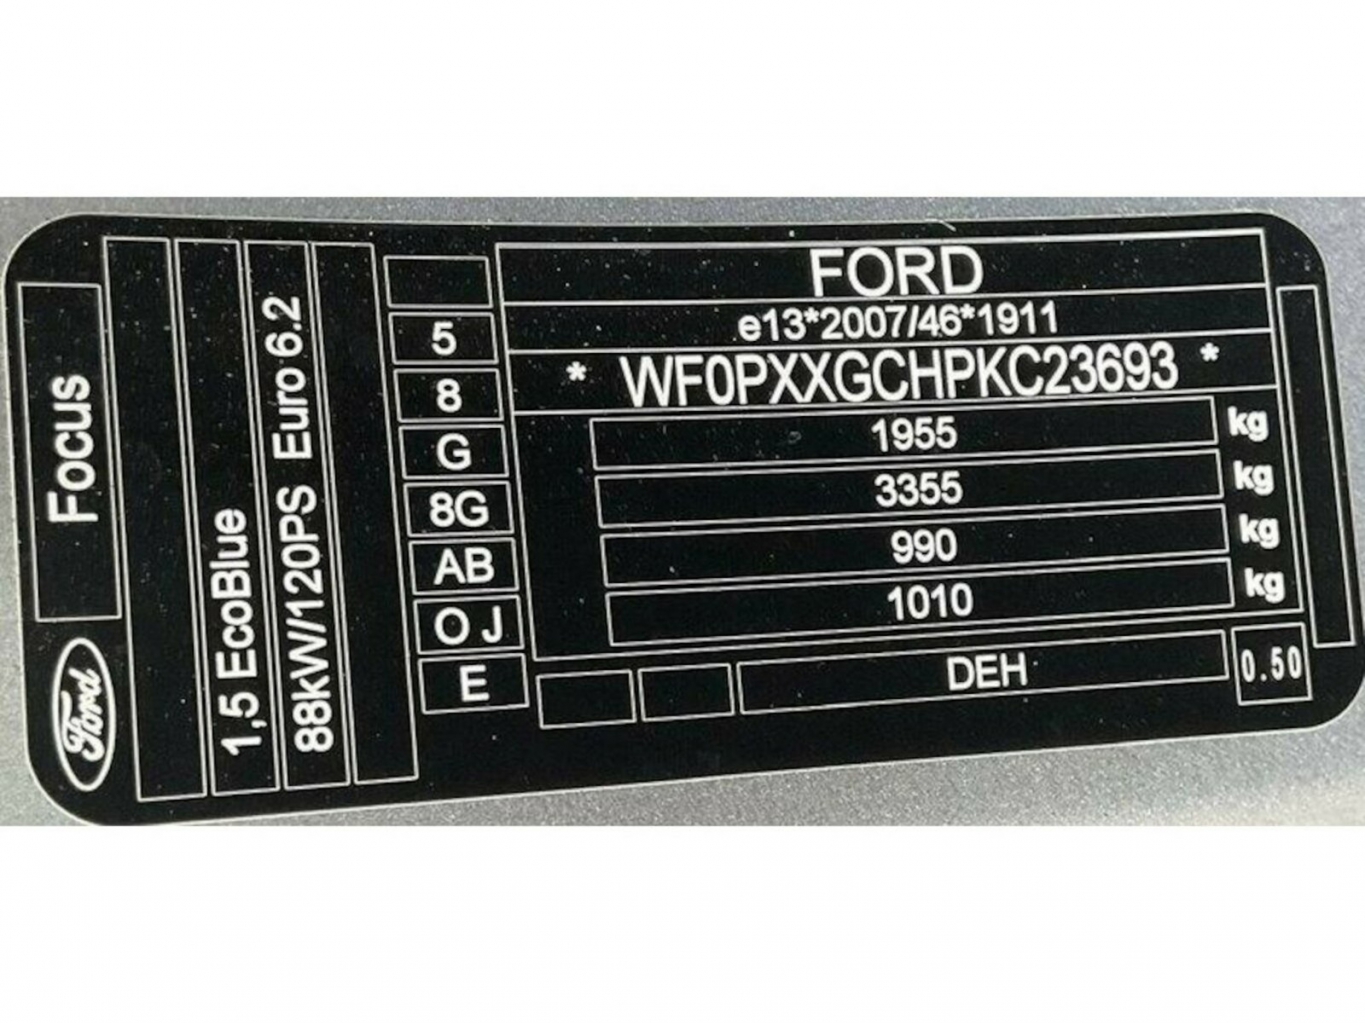 Focus
Ford
1,5 EcoBlue
88kW/120PS Euro 6.2
5
8
G
8G
AB
O J
E
FORD
e13*2007/46*1911
* WF0PXXGCHPKC23693 *
1955 kg
3355 kg
990 kg
1010 kg
DEH
0.50